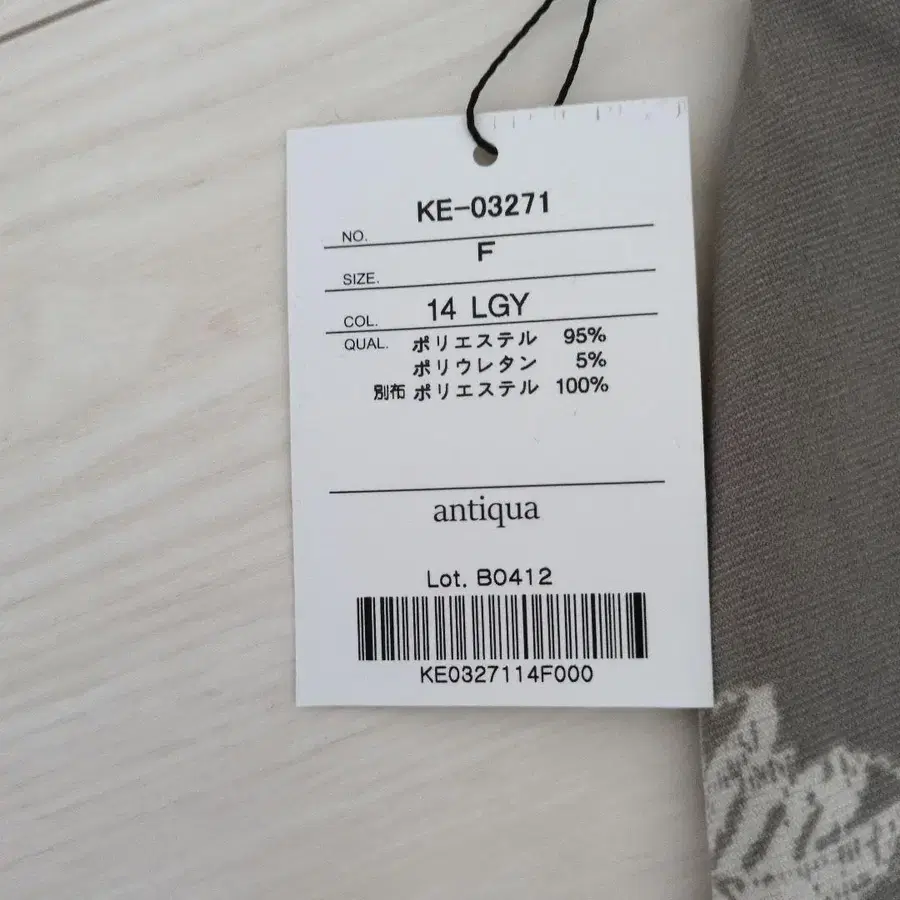 KE-03271
NO.
F
SIZE.
14 LGY
COL.
QUAL. ポリエステル 95%
ポリウレタン 5%
別布 ポリエステル 100%
antiqua
Lot. B0412
KE0327114F000